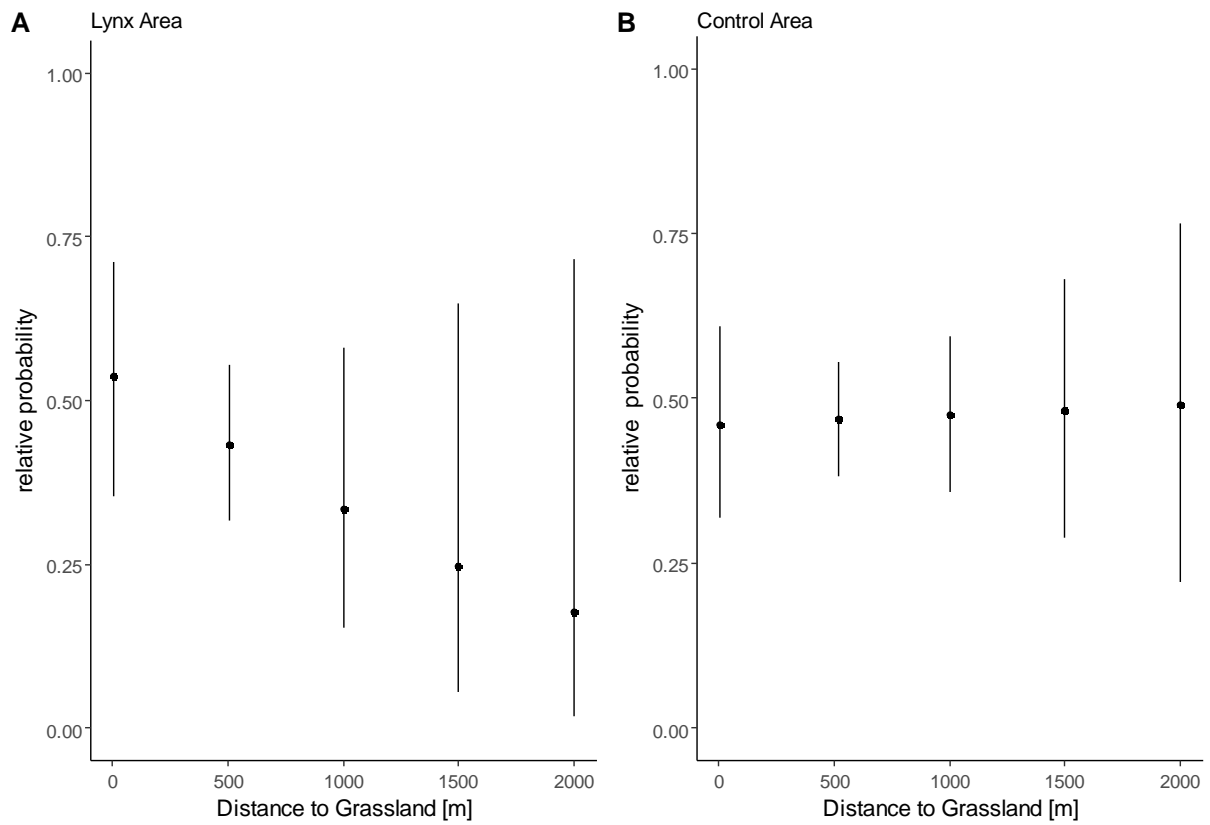 A
Lynx Area
1.00
0.75
0.50
0.25
0.00
relative probability
0 500 1000 1500 2000
Distance to Grassland [m]
B
Control Area
1.00
0.75
0.50
0.25
0.00
relative probability
0 500 1000 1500 2000
Distance to Grassland [m]